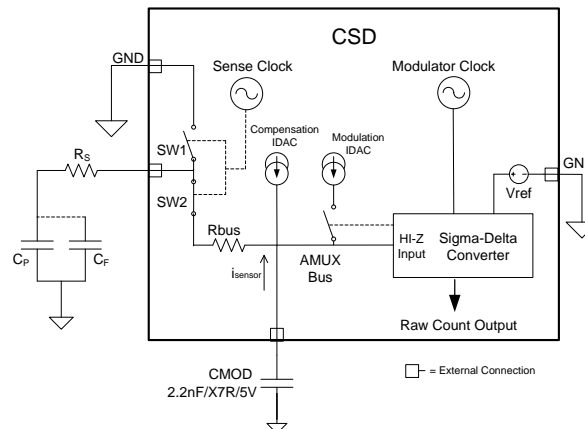 CSD
GND
Sense Clock
Modulator Clock
Compensation
IDAC
Modulation
IDAC
SW1
RS
SW2
GN
Vref
Rbus
HI-Z
Input
Sigma-Delta
Converter
CP
CF
isensor
AMUX
Bus
Raw Count Output
CMOD
2.2nF/X7R/5V
= External Connection